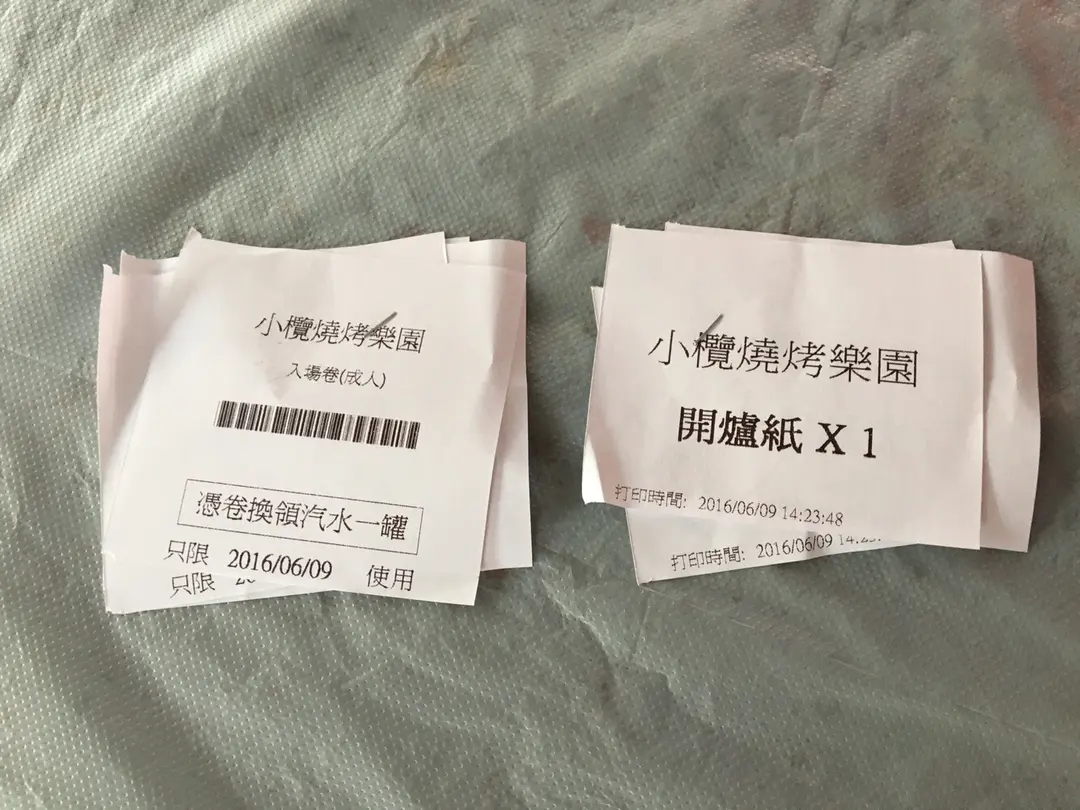 小欖燒烤樂園
入場卷(成人)
憑卷換領汽水一罐
只限 2016/06/09 使用
只限
小欖燒烤樂園
開爐紙 X 1
打印時間: 2016/06/09 14:23:48
打印時間: 2016/06/09